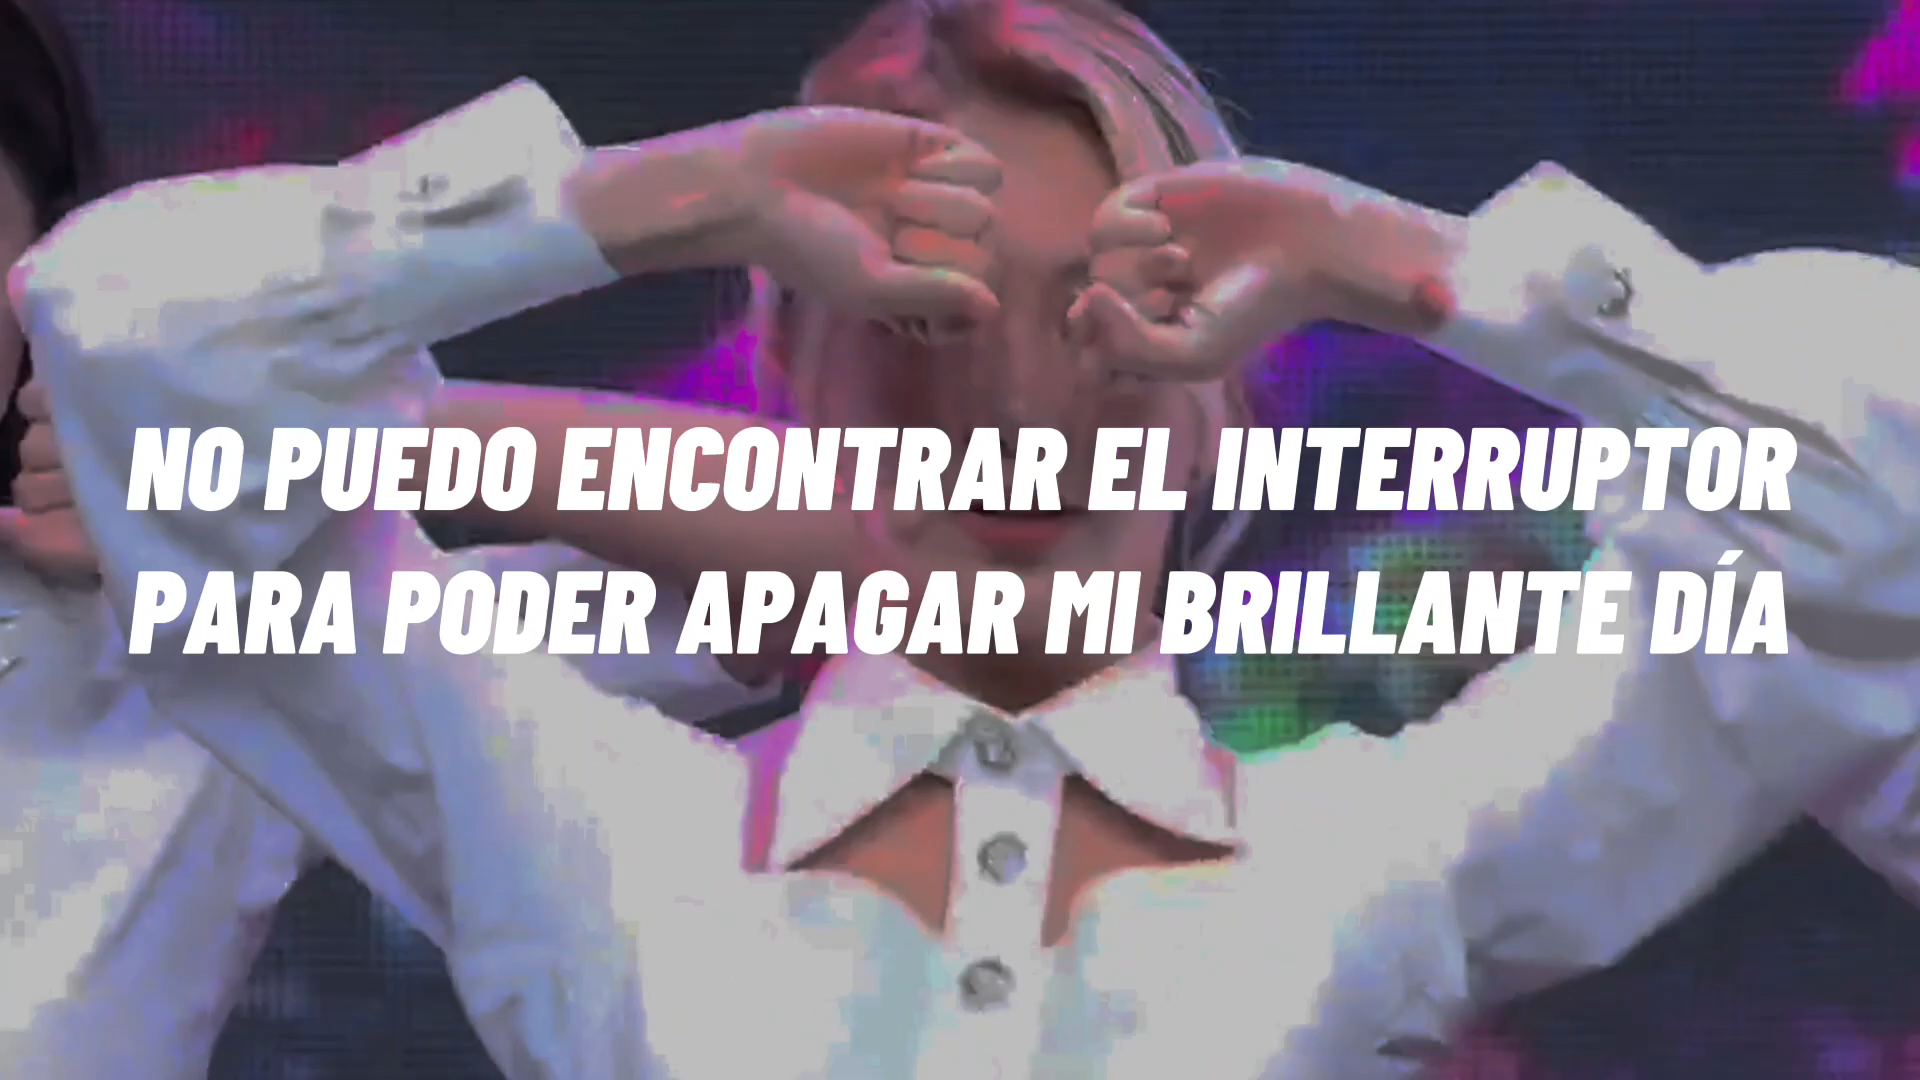 NO PUEDO ENCONTRAR EL INTERRUPTOR
PARA PODER APAGAR MI BRILLANTE DÍA